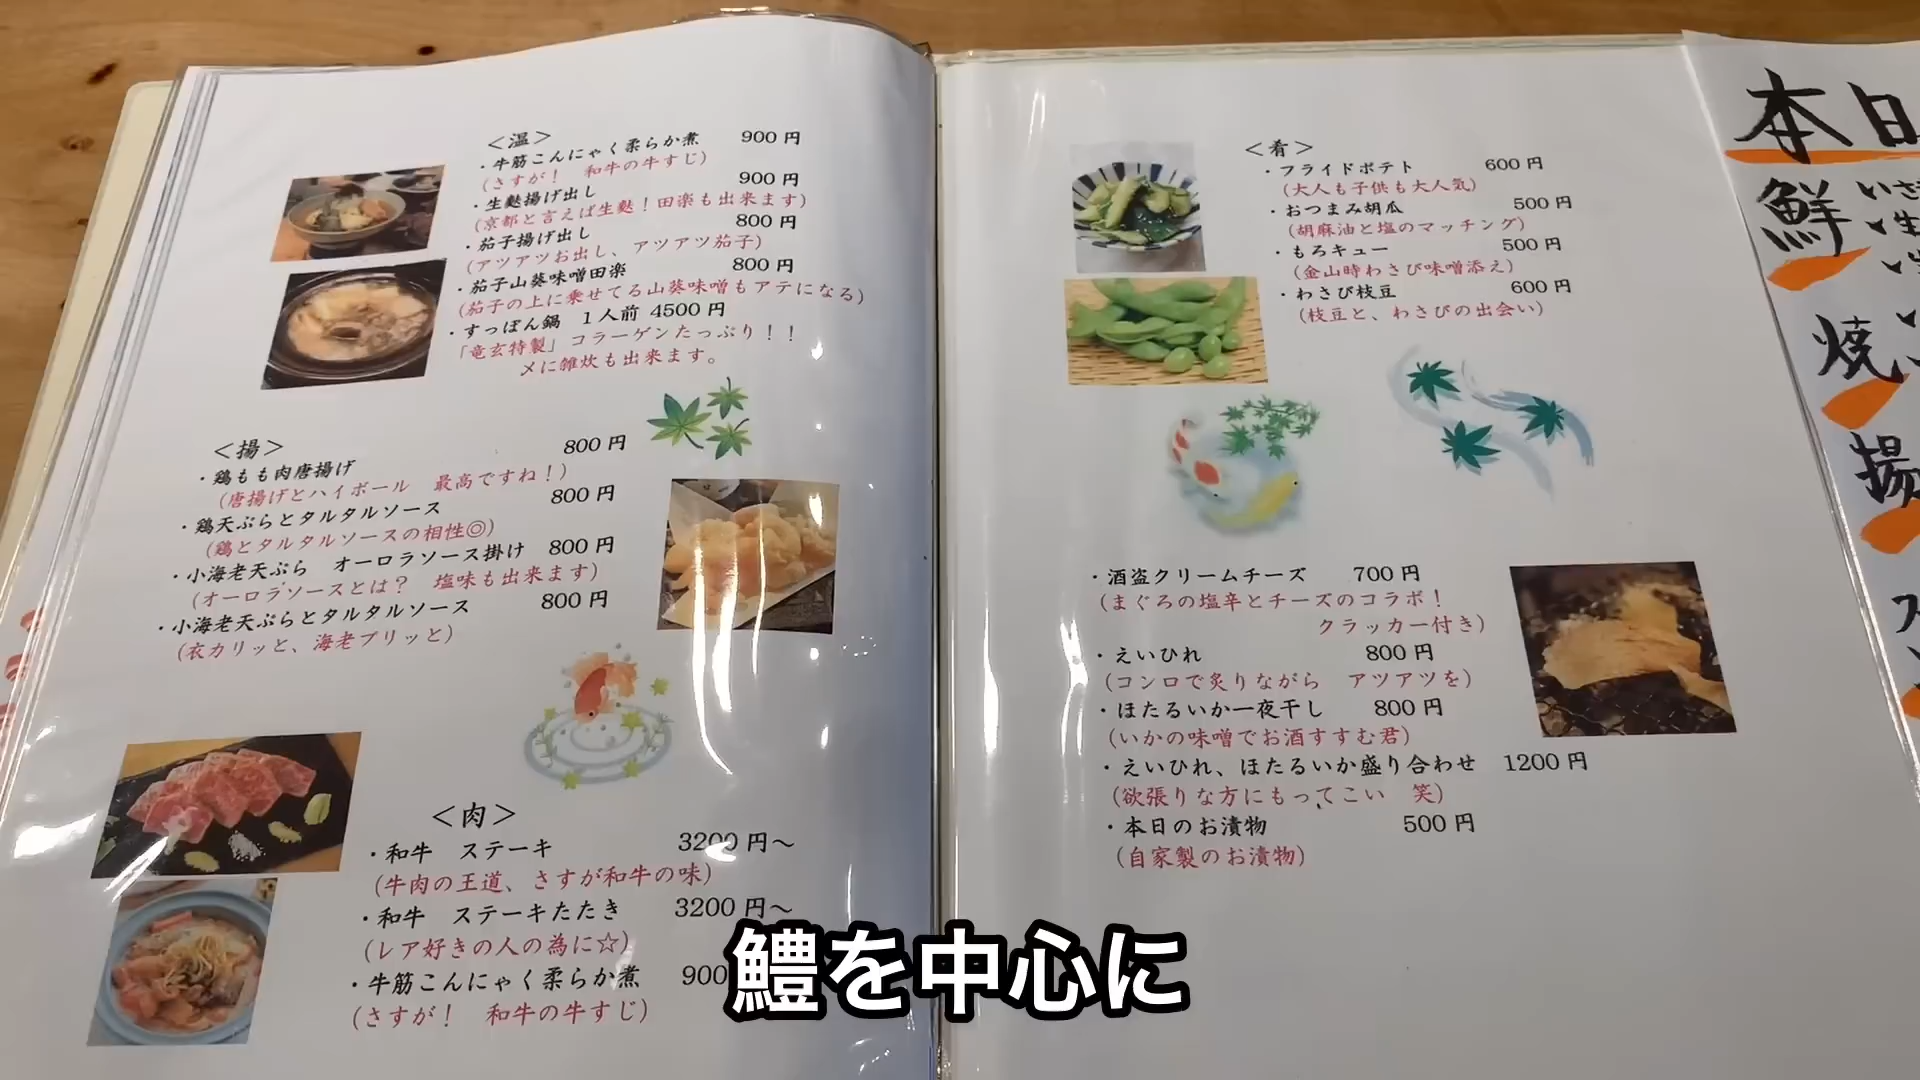 ＜温＞
・牛筋こんにゃく柔らか煮 900円
（さすが！ 和牛の牛すじ）
・生麩揚げ出し 900円
（京都と言えば生麩！田楽も出来ます）
・茄子揚げ出し 800円
（アツアツお出し、アツアツ茄子）
・茄子山葵味噌田楽 800円
（茄子の上に乗せてる山葵味噌もアテになる）
・すっぽん鍋 1人前 4500円
「竜玄特製」コラーゲンたっぷり！！
〆に雑炊も出来ます。
＜揚＞
・鶏もも肉唐揚げ 800円
（唐揚げとハイボール 最高ですね！）
・鶏天ぷらとタルタルソース 800円
（鶏とタルタルソースの相性◎）
・小海老天ぷら オーロラソース掛け 800円
（オーロラソースとは？ 塩味も出来ます）
・小海老天ぷらとタルタルソース 800円
（衣カリッと、海老プリッと）
＜肉＞
・和牛 ステーキ 3200円～
（牛肉の王道、さすが和牛の味）
・和牛 ステーキたたき 3200円～
（レア好きの人の為に☆）
・牛筋こんにゃく柔らか煮 900
（さすが！ 和牛の牛すじ）
＜肴＞
・フライドポテト 600円
（大人も子供も大人気）
・おつまみ胡瓜 500円
（胡麻油と塩のマッチング）
・もろキュー 500円
（金山時わさび味噌添え）
・わさび枝豆 600円
（枝豆と、わさびの出会い）
・酒盗クリームチーズ 700円
（まぐろの塩辛とチーズのコラボ！
クラッカー付き）
・えいひれ 800円
（コンロで炙りながら アツアツを）
・ほたるいか一夜干し 800円
（いかの味噌でお酒すすむ君）
・えいひれ、ほたるいか盛り合わせ 1200円
（欲張りな方にもってこい 笑）
・本日のお漬物 500円
（自家製のお漬物）
本日
鮮
焼
揚
鱧を中心に